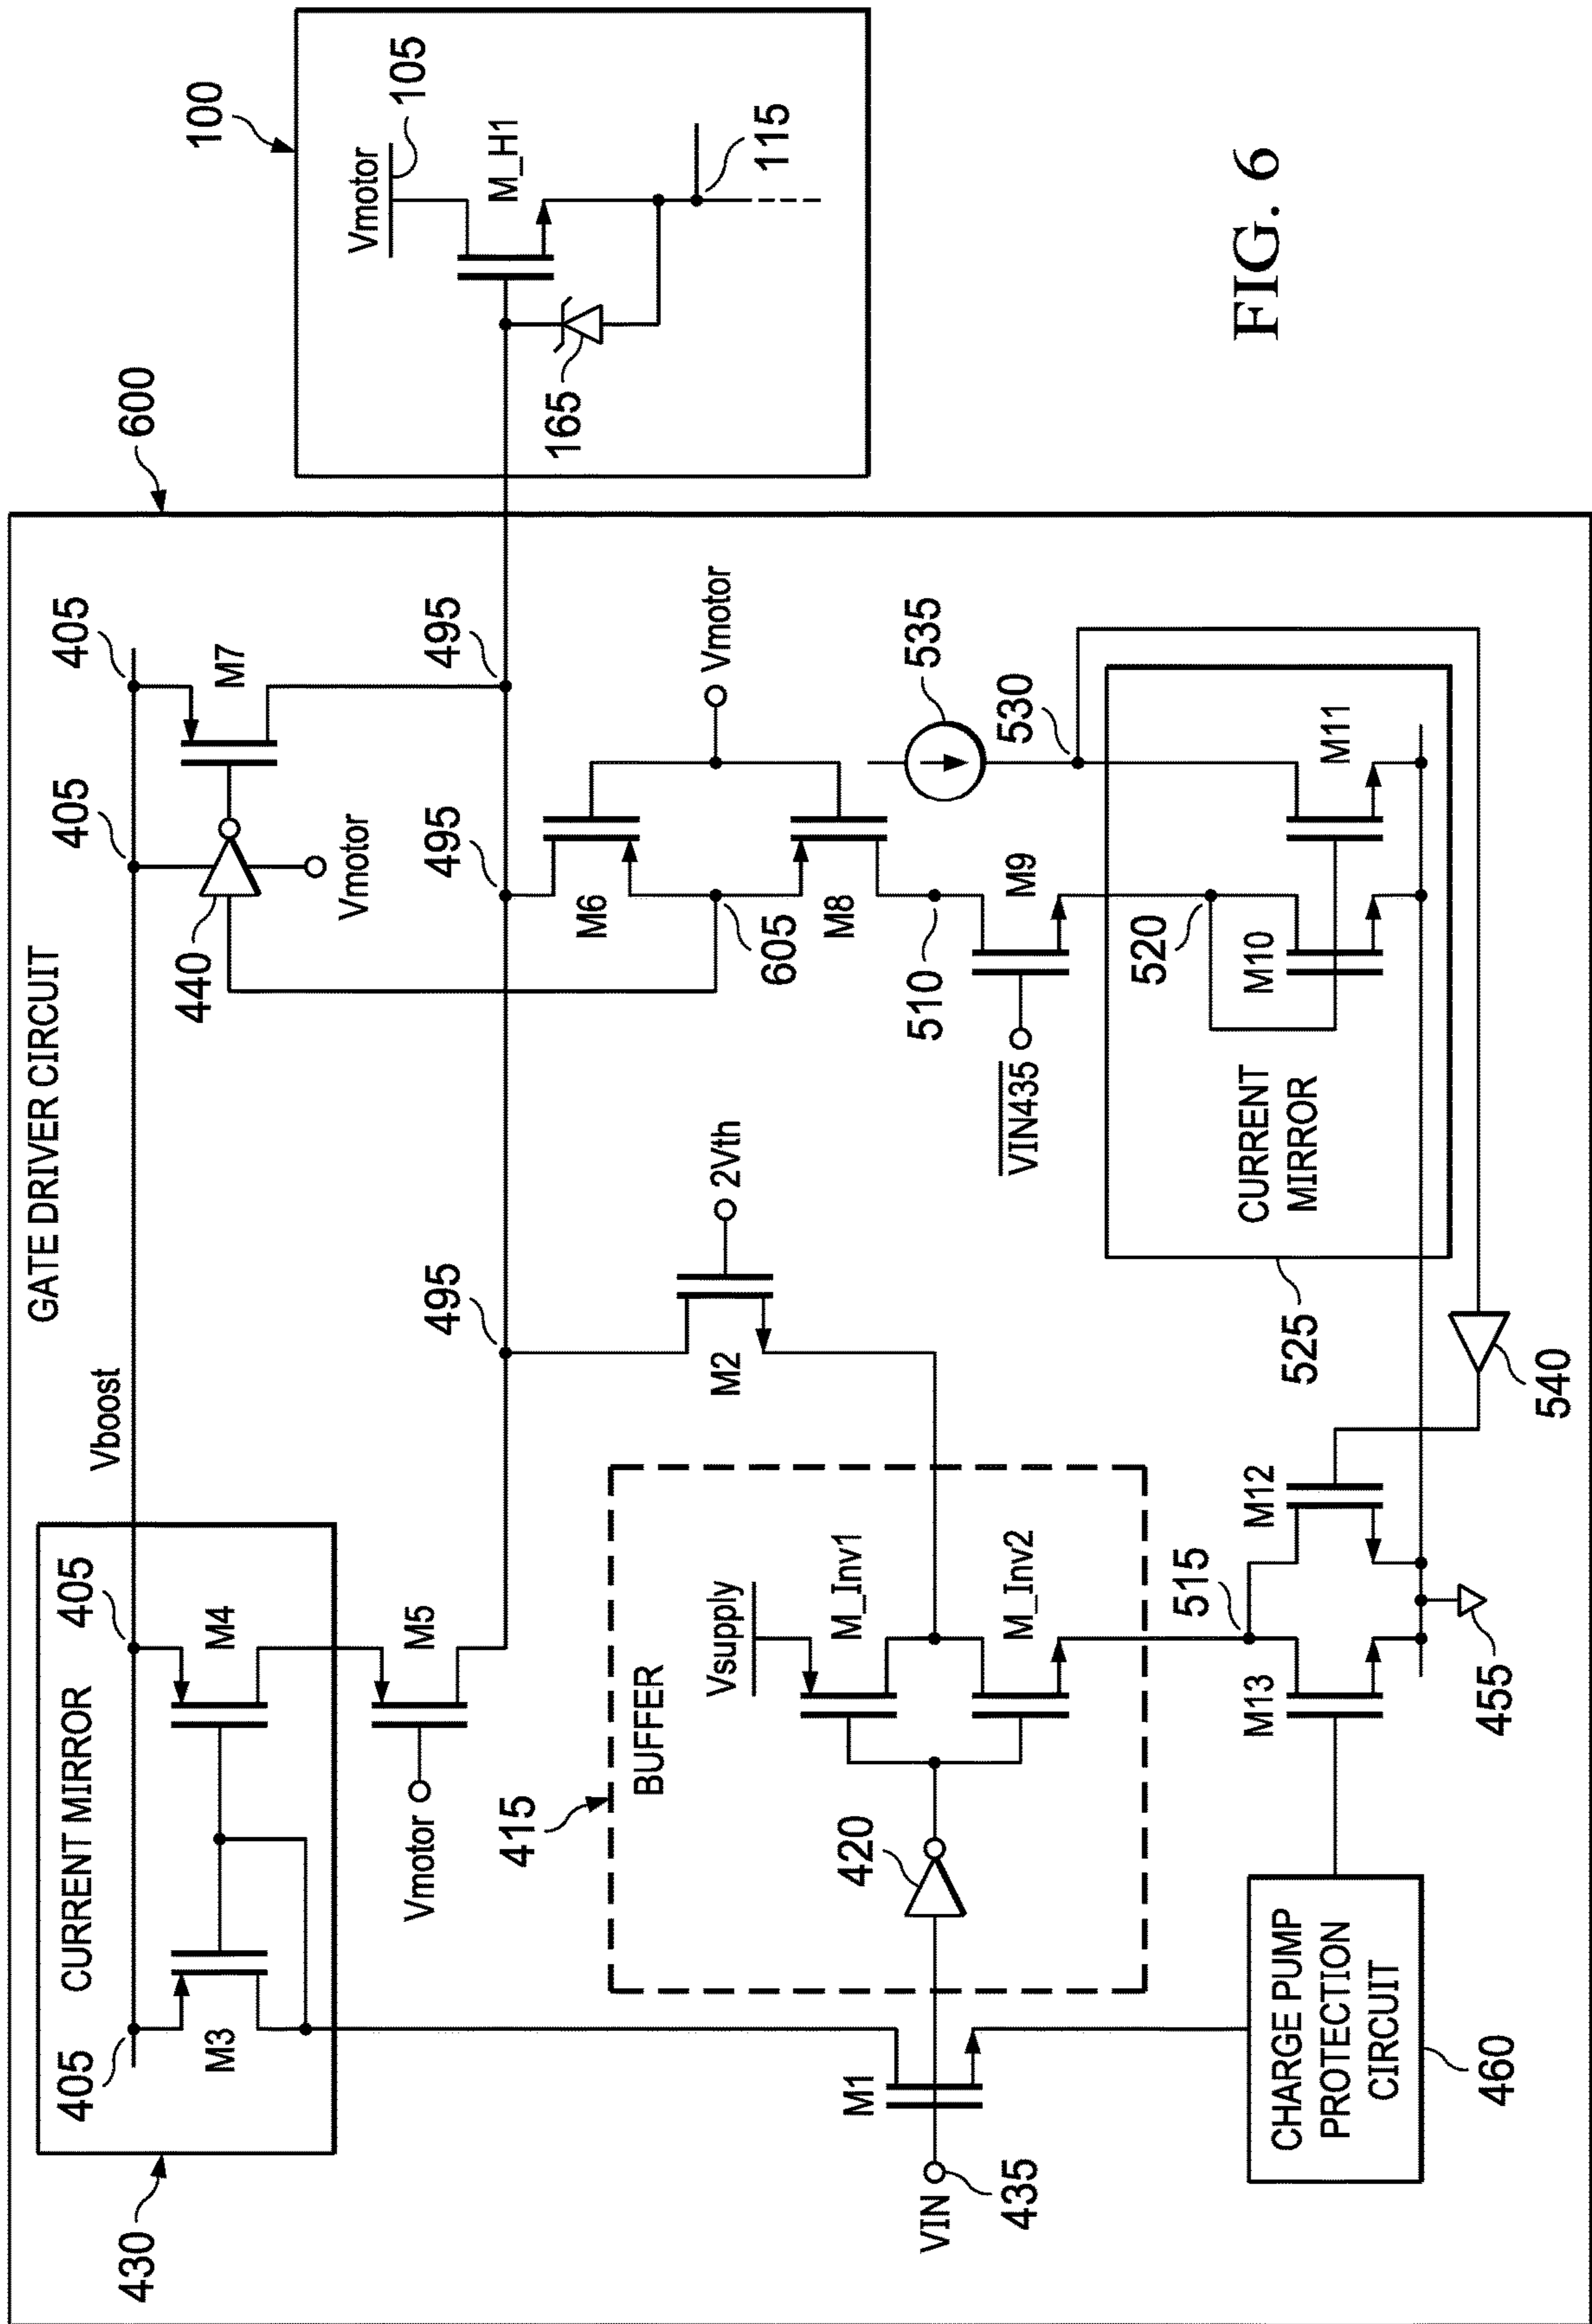 GATE DRIVER CIRCUIT
600
100
430
CURRENT MIRROR
405
M3
405
M4
Vboost
405
405
M7
440
Vmotor
Vmotor
M5
495
495
495
Vmotor
105
M_H1
165
115
415
BUFFER
Vsupply
M_Inv1
M_Inv2
420
M2
2Vth
M6
605
M8
Vmotor
VIN
435
M1
510
M9
VIN435
535
530
520
M10
M11
CURRENT
MIRROR
525
515
M12
M13
455
540
CHARGE PUMP
PROTECTION
CIRCUIT
460
FIG. 6